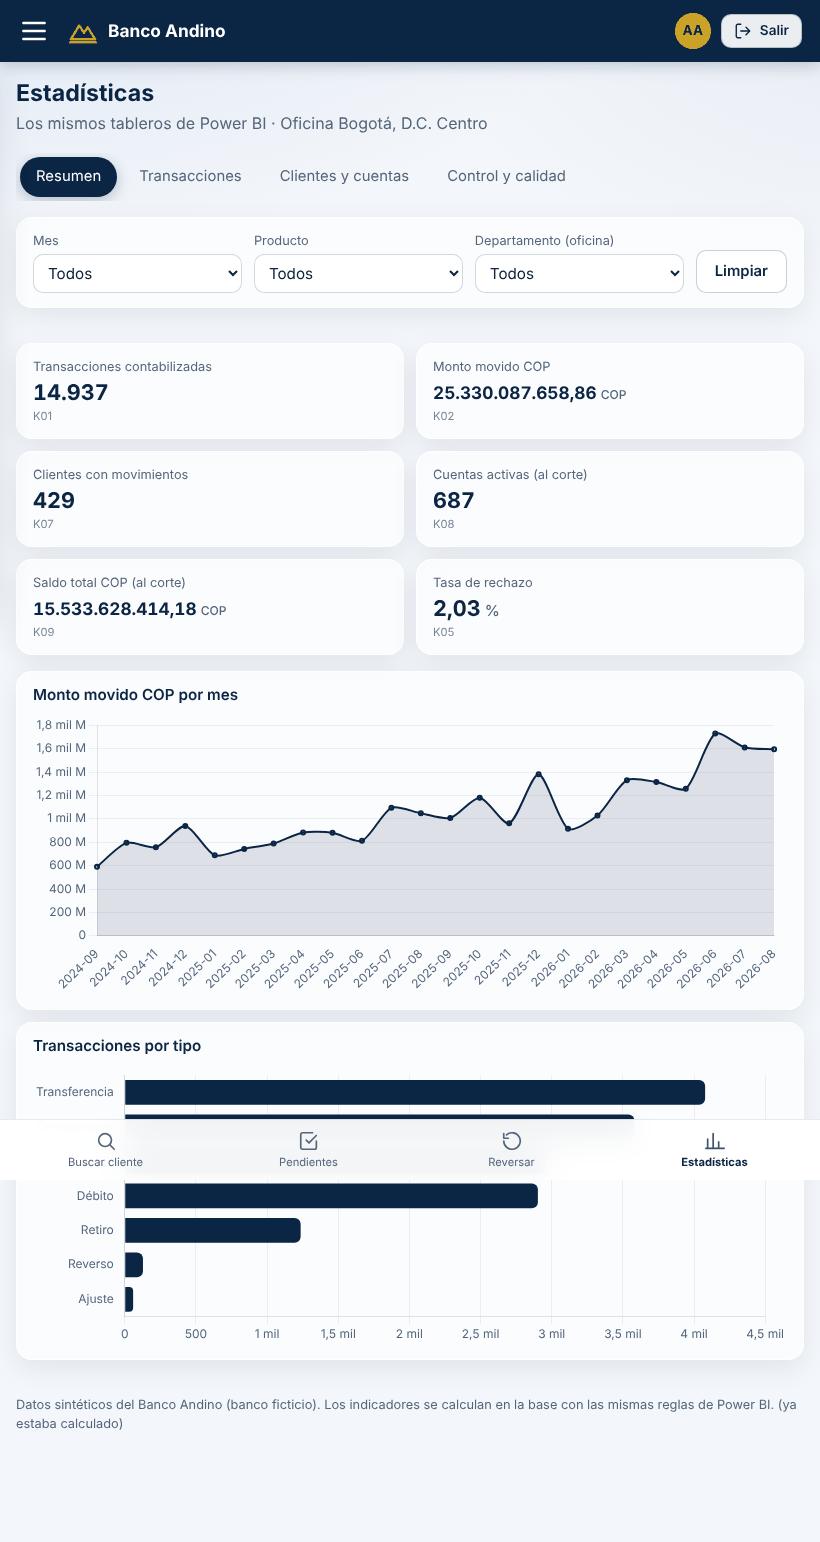 Banco Andino
AA
Salir
Estadísticas
Los mismos tableros de Power BI · Oficina Bogotá, D.C. Centro
Resumen
Transacciones
Clientes y cuentas
Control y calidad
Mes
Producto
Departamento (oficina)
Todos
Todos
Todos
Limpiar
Transacciones contabilizadas
14.937
K01
Monto movido COP
25.330.087.658,86 COP
K02
Clientes con movimientos
429
K07
Cuentas activas (al corte)
687
K08
Saldo total COP (al corte)
15.533.628.414,18 COP
K09
Tasa de rechazo
2,03 %
K05
Monto movido COP por mes
1,8 mil M
1,6 mil M
1,4 mil M
1,2 mil M
1 mil M
800 M
600 M
400 M
200 M
0
2024-09
2024-10
2024-11
2024-12
2025-01
2025-02
2025-03
2025-04
2025-05
2025-06
2025-07
2025-08
2025-09
2025-10
2025-11
2025-12
2026-01
2026-02
2026-03
2026-04
2026-05
2026-06
2026-07
2026-08
Transacciones por tipo
Transferencia
Buscar cliente
Pendientes
Reversar
Estadísticas
Débito
Retiro
Reverso
Ajuste
0
500
1 mil
1,5 mil
2 mil
2,5 mil
3 mil
3,5 mil
4 mil
4,5 mil
Datos sintéticos del Banco Andino (banco ficticio). Los indicadores se calculan en la base con las mismas reglas de Power BI. (ya
estaba calculado)